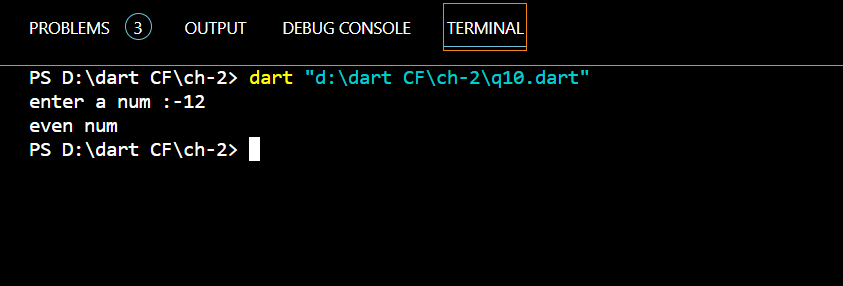 PROBLEMS 3 OUTPUT DEBUG CONSOLE TERMINAL
PS D:\dart CF\ch-2> dart "d:\dart CF\ch-2\q10.dart"
enter a num :-12
even num
PS D:\dart CF\ch-2>